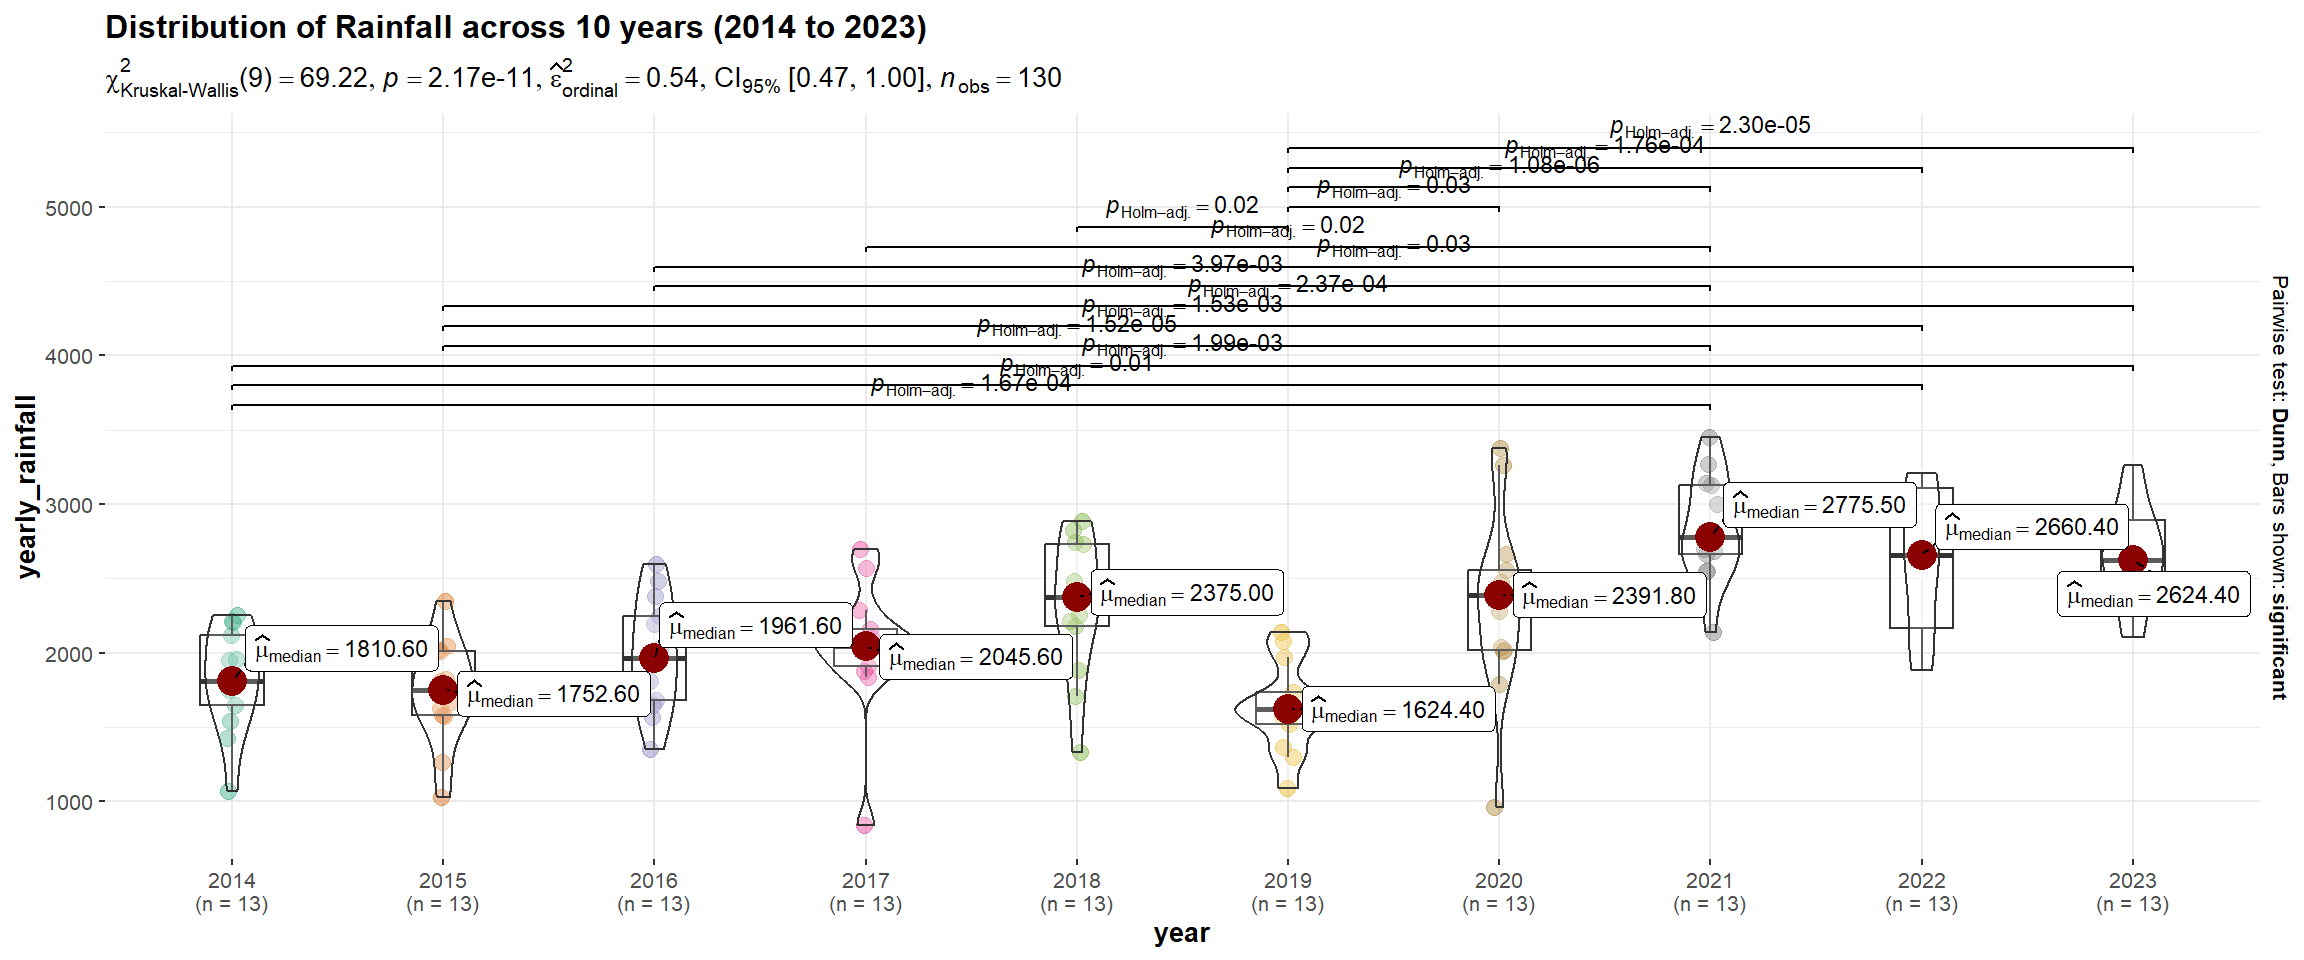 Distribution of Rainfall across 10 years (2014 to 2023)
χ²Kruskal-Wallis(9) = 69.22, p = 2.17e-11, ε̂²ordinal = 0.54, CI95% [0.47, 1.00], nobs = 130
pHolm–adj. = 2.30e-05
pHolm–adj. = 1.76e-04
pHolm–adj. = 1.08e-06
pHolm–adj. = 0.03
pHolm–adj. = 0.02
pHolm–adj. = 0.02
pHolm–adj. = 0.03
pHolm–adj. = 3.97e-03
pHolm–adj. = 2.37e-04
pHolm–adj. = 1.53e-03
pHolm–adj. = 1.52e-05
pHolm–adj. = 1.99e-03
pHolm–adj. = 0.01
pHolm–adj. = 1.67e-04
5000
4000
3000
2000
1000
yearly_rainfall
μ̂median = 1810.60
μ̂median = 1752.60
μ̂median = 1961.60
μ̂median = 2045.60
μ̂median = 2375.00
μ̂median = 1624.40
μ̂median = 2391.80
μ̂median = 2775.50
μ̂median = 2660.40
μ̂median = 2624.40
Pairwise test: Dunn, Bars shown: significant
2014 2015 2016 2017 2018 2019 2020 2021 2022 2023
(n = 13) (n = 13) (n = 13) (n = 13) (n = 13) (n = 13) (n = 13) (n = 13) (n = 13) (n = 13)
year